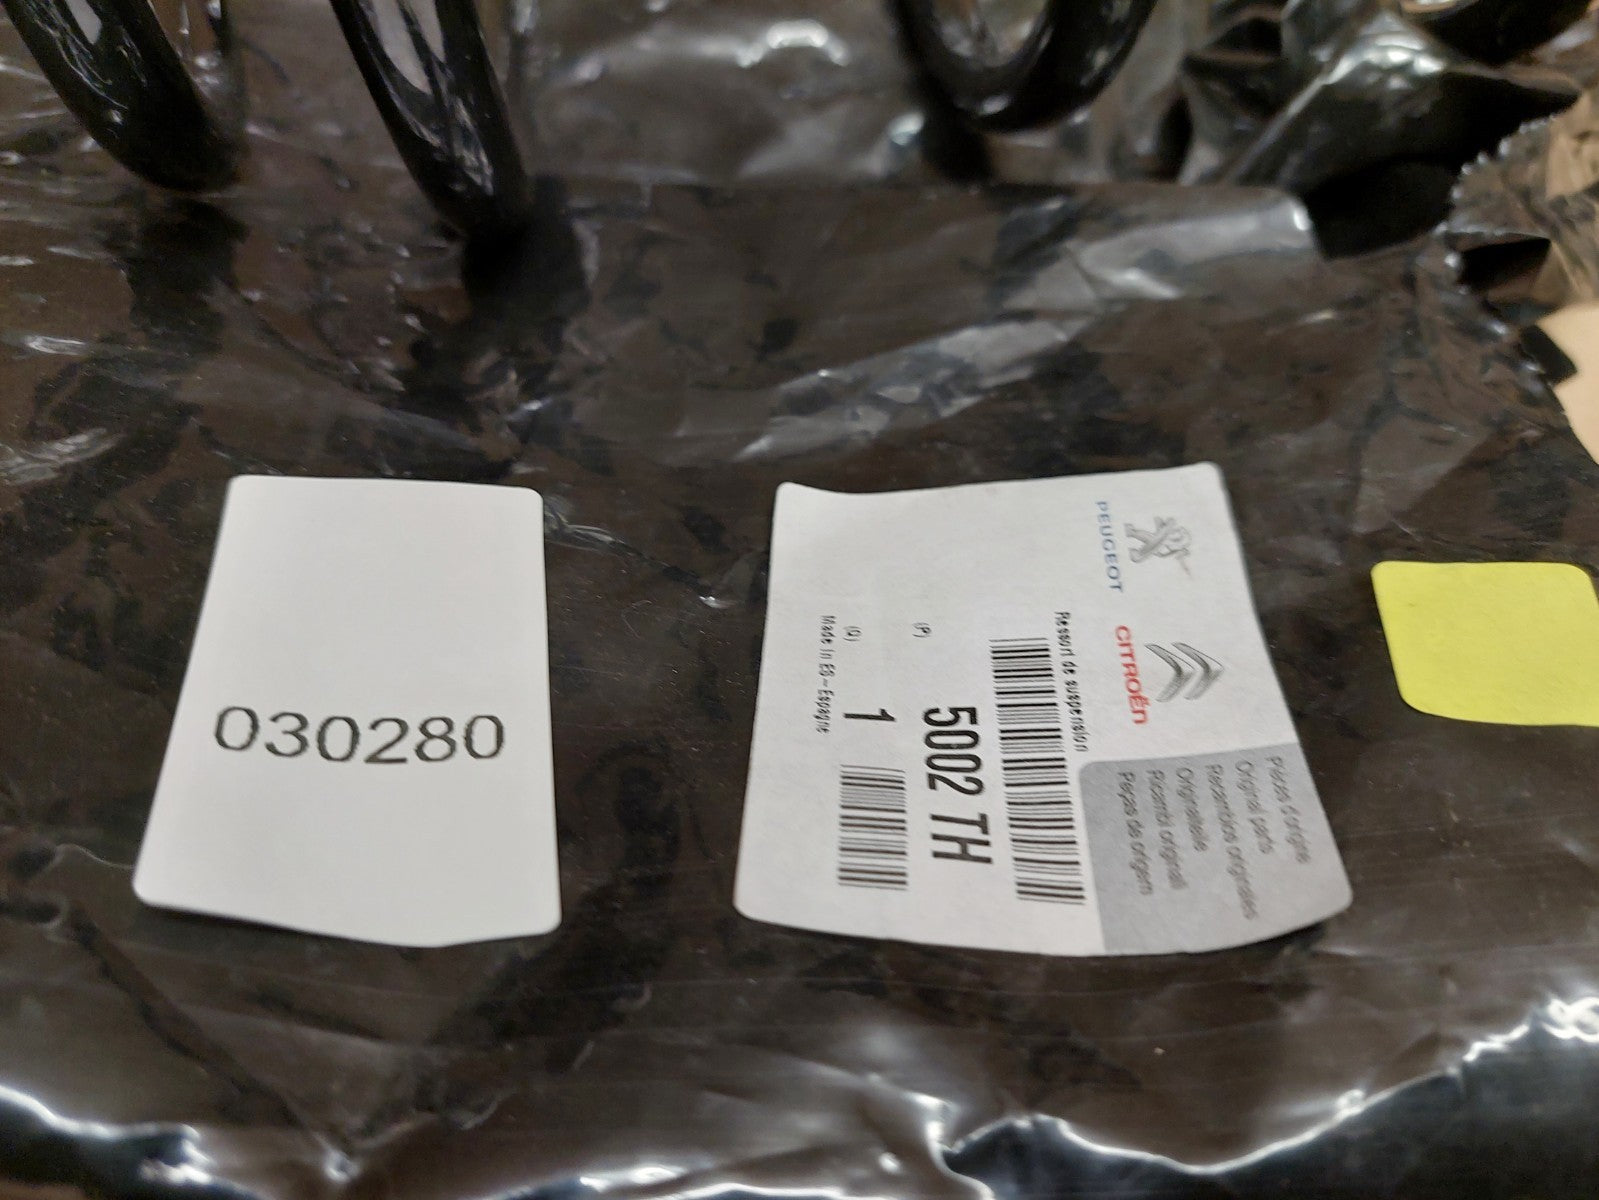 030280
PEUGEOT
CITROËN
Pièces d'origine
Original parts
Recambios originales
Originalteile
Ricambi originali
Peças de origem
Ressort de suspension
(P)
5002 TH
(Q)
1
Made in ES - Espagne